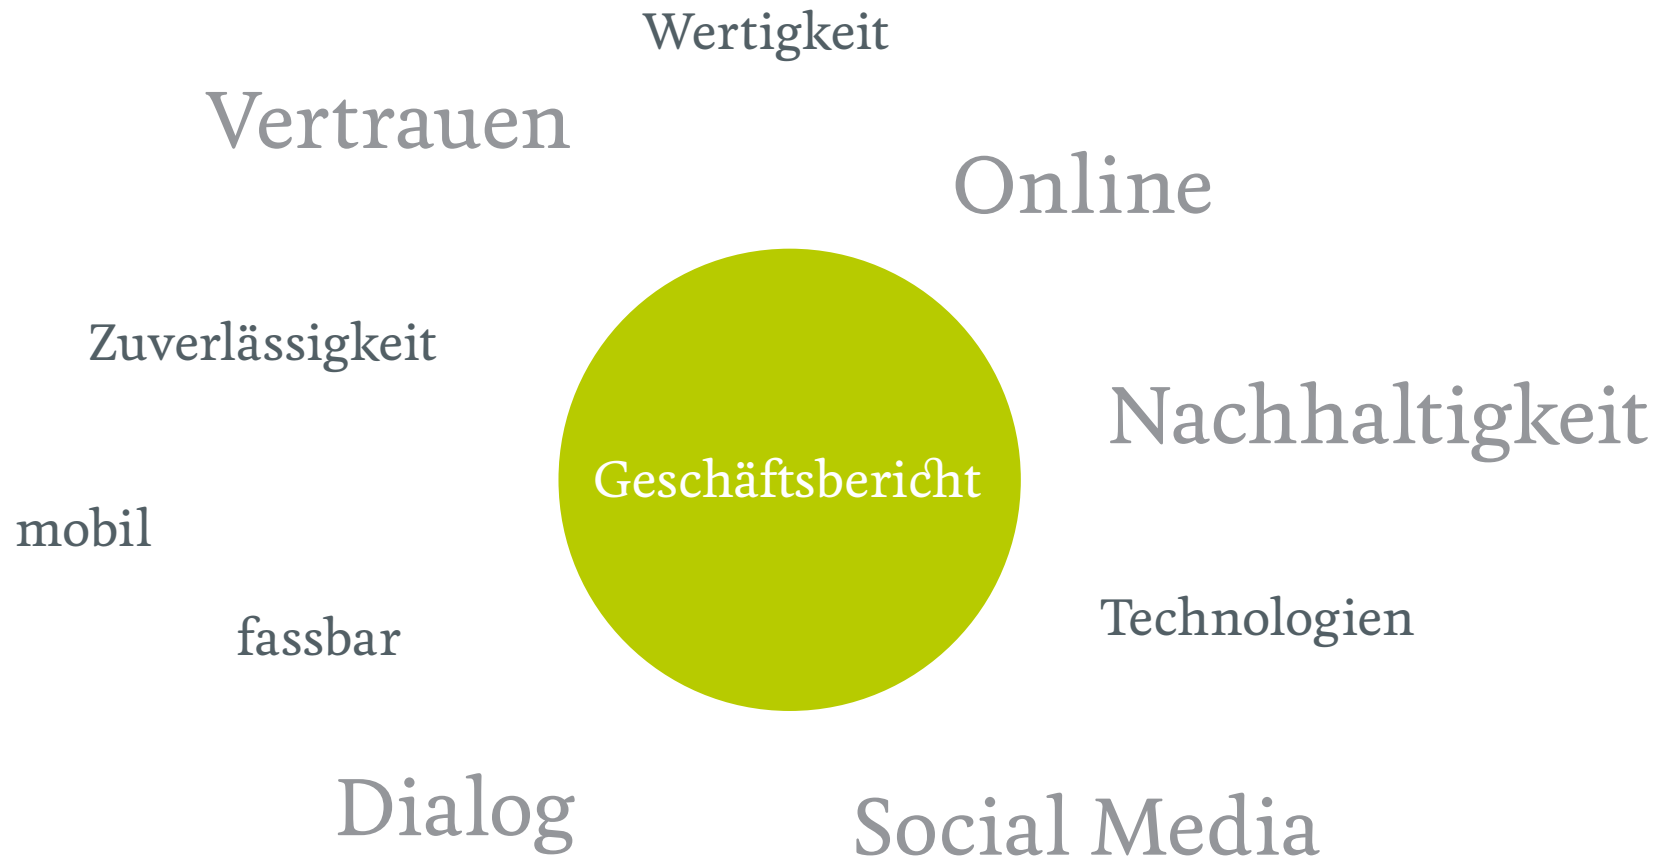 Wertigkeit
Vertrauen
Online
Zuverlässigkeit
Nachhaltigkeit
Geschäftsbericht
mobil
Technologien
fassbar
Dialog
Social Media